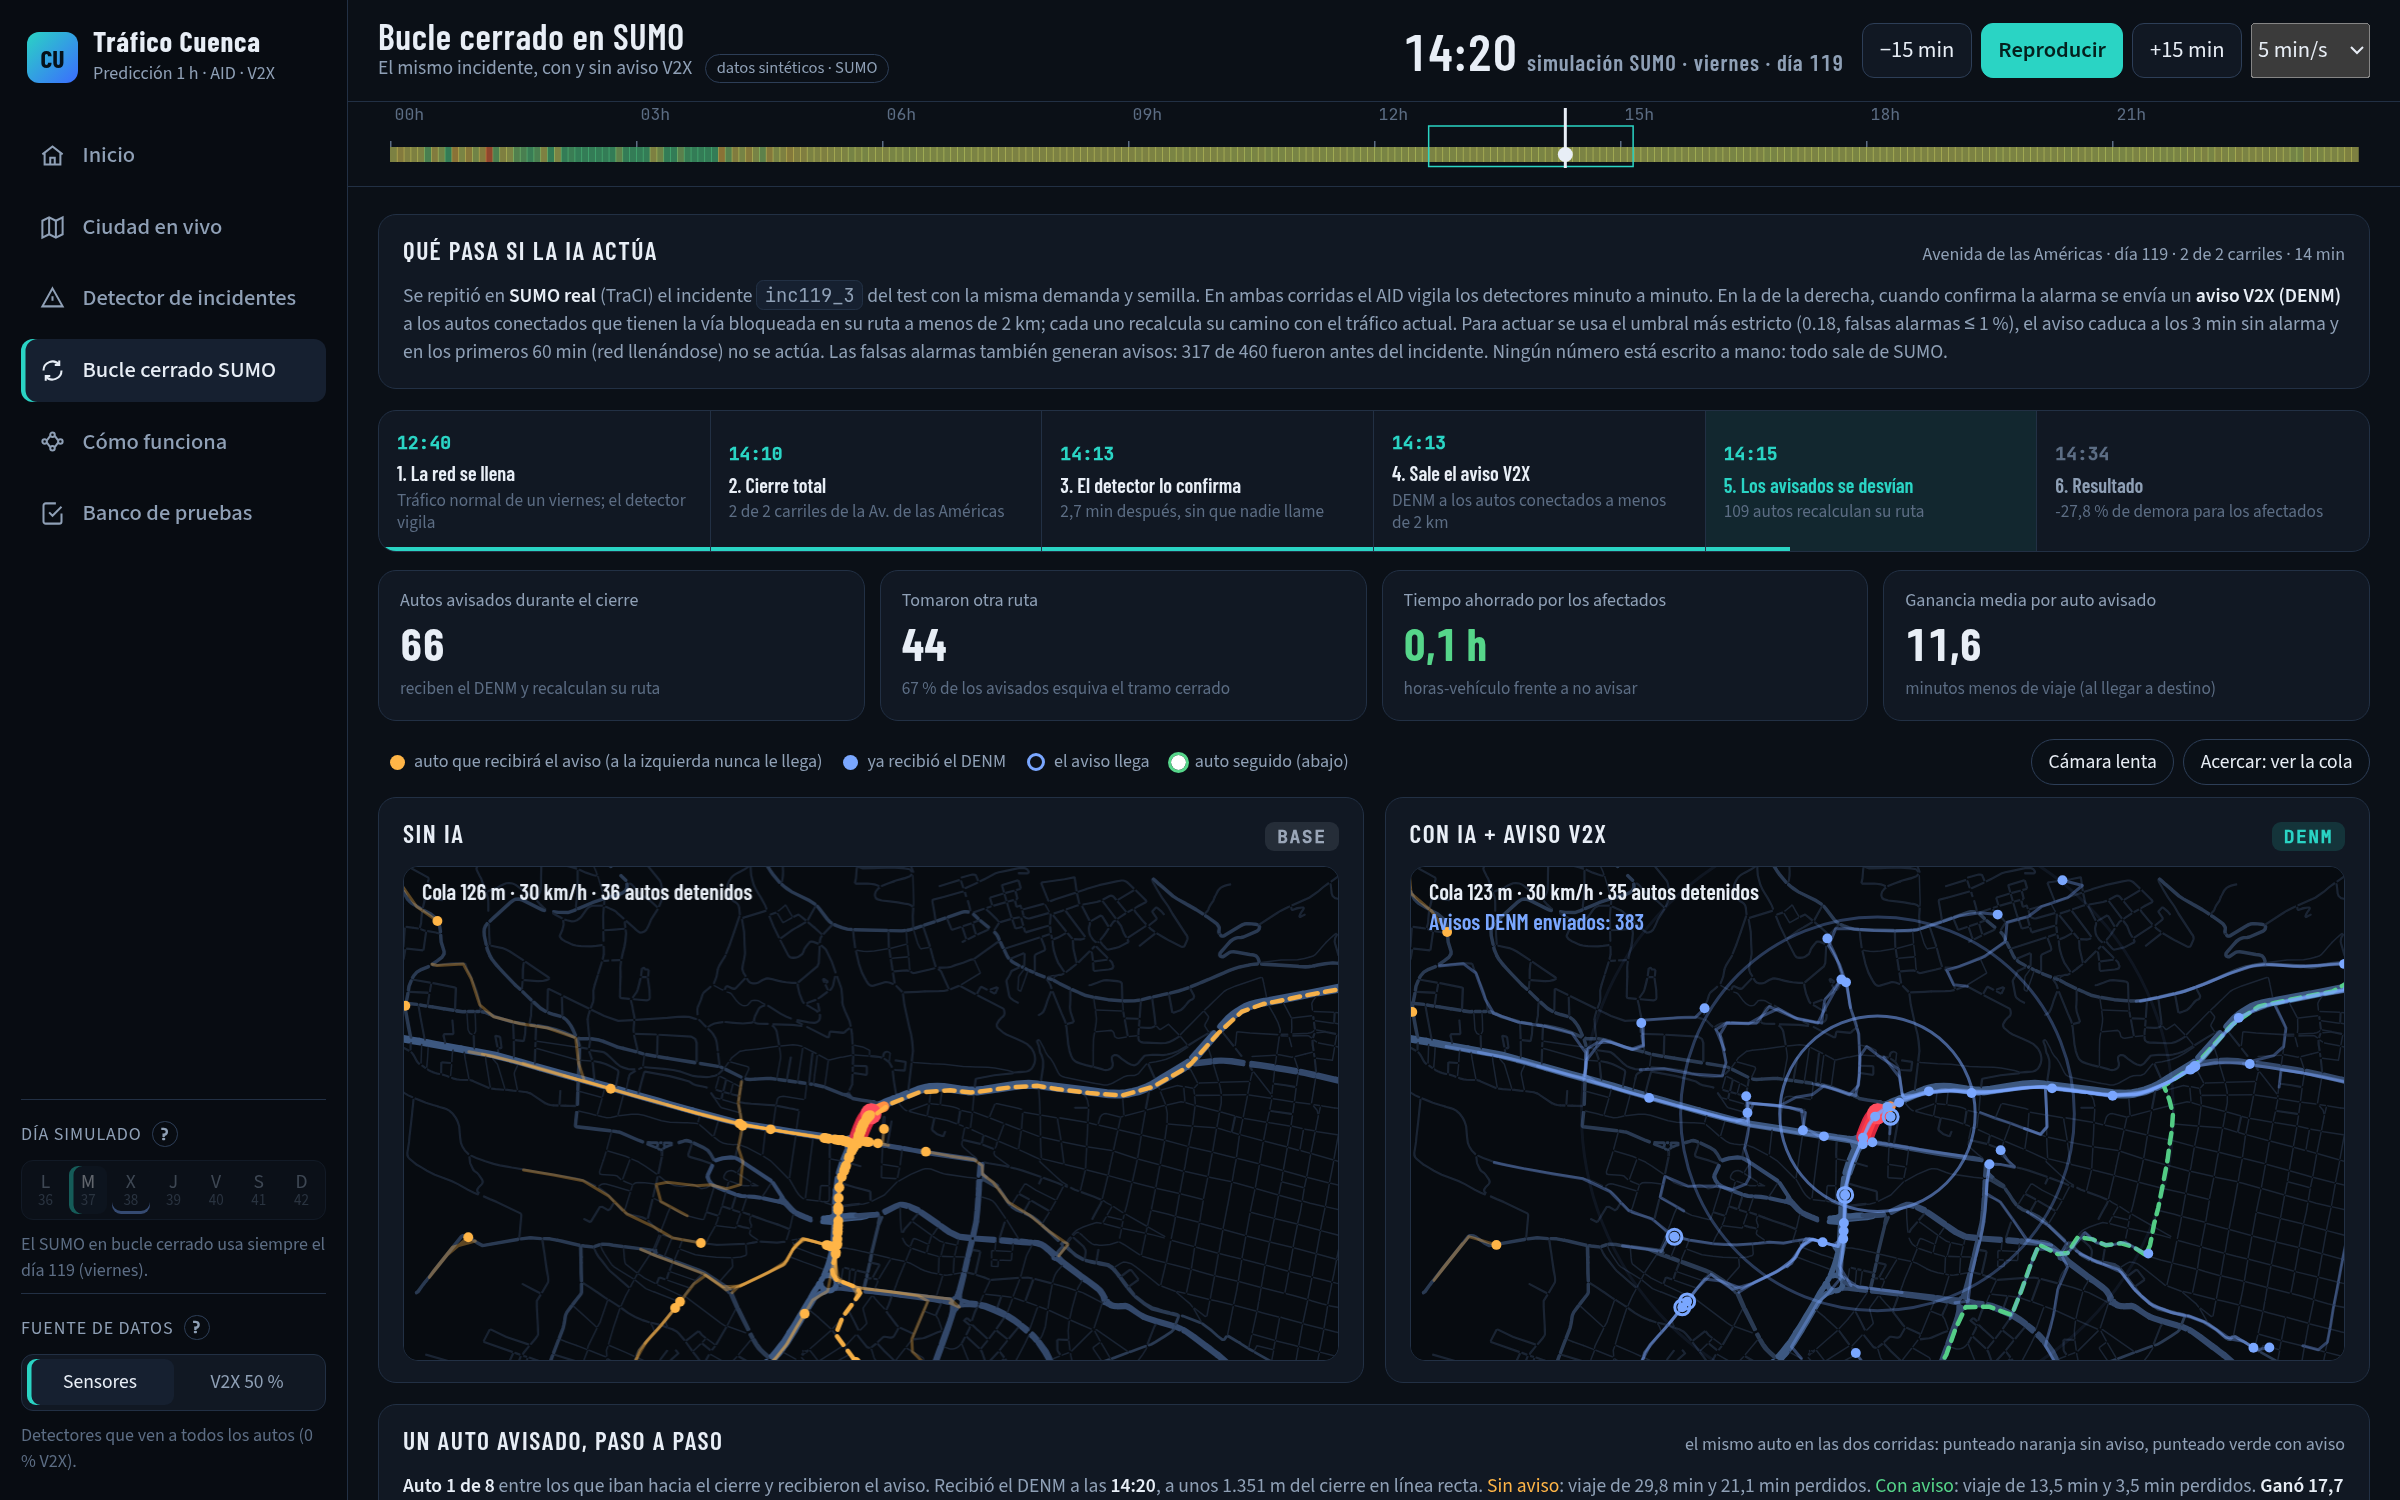 CU
Tráfico Cuenca
Predicción 1 h · AID · V2X
Inicio
Ciudad en vivo
Detector de incidentes
Bucle cerrado SUMO
Cómo funciona
Banco de pruebas
DÍA SIMULADO ?
L M X J V S D
36 37 38 39 40 41 42
El SUMO en bucle cerrado usa siempre el
día 119 (viernes).
FUENTE DE DATOS ?
Sensores V2X 50 %
Detectores que ven a todos los autos (0
% V2X).
Bucle cerrado en SUMO
El mismo incidente, con y sin aviso V2X datos sintéticos · SUMO
14:20 simulación SUMO · viernes · día 119
−15 min Reproducir +15 min 5 min/s
00h 03h 06h 09h 12h 15h 18h 21h
QUÉ PASA SI LA IA ACTÚA
Avenida de las Américas · día 119 · 2 de 2 carriles · 14 min
Se repitió en SUMO real (TraCI) el incidente inc119_3 del test con la misma demanda y semilla. En ambas corridas el AID vigila los detectores minuto a minuto. En la de la derecha, cuando confirma la alarma se envía un aviso V2X (DENM)
a los autos conectados que tienen la vía bloqueada en su ruta a menos de 2 km; cada uno recalcula su camino con el tráfico actual. Para actuar se usa el umbral más estricto (0.18, falsas alarmas ≤ 1 %), el aviso caduca a los 3 min sin alarma y
en los primeros 60 min (red llenándose) no se actúa. Las falsas alarmas también generan avisos: 317 de 460 fueron antes del incidente. Ningún número está escrito a mano: todo sale de SUMO.
12:40
1. La red se llena
Tráfico normal de un viernes; el detector
vigila
14:10
2. Cierre total
2 de 2 carriles de la Av. de las Américas
14:13
3. El detector lo confirma
2,7 min después, sin que nadie llame
14:13
4. Sale el aviso V2X
DENM a los autos conectados a menos
de 2 km
14:15
5. Los avisados se desvían
109 autos recalculan su ruta
14:34
6. Resultado
-27,8 % de demora para los afectados
Autos avisados durante el cierre
66
reciben el DENM y recalculan su ruta
Tomaron otra ruta
44
67 % de los avisados esquiva el tramo cerrado
Tiempo ahorrado por los afectados
0,1 h
horas-vehículo frente a no avisar
Ganancia media por auto avisado
11,6
minutos menos de viaje (al llegar a destino)
auto que recibirá el aviso (a la izquierda nunca le llega) ya recibió el DENM el aviso llega auto seguido (abajo)
Cámara lenta Acercar: ver la cola
SIN IA BASE
Cola 126 m · 30 km/h · 36 autos detenidos
CON IA + AVISO V2X DENM
Cola 123 m · 30 km/h · 35 autos detenidos
Avisos DENM enviados: 383
UN AUTO AVISADO, PASO A PASO
el mismo auto en las dos corridas: punteado naranja sin aviso, punteado verde con aviso
Auto 1 de 8 entre los que iban hacia el cierre y recibieron el aviso. Recibió el DENM a las 14:20, a unos 1.351 m del cierre en línea recta. Sin aviso: viaje de 29,8 min y 21,1 min perdidos. Con aviso: viaje de 13,5 min y 3,5 min perdidos. Ganó 17,7